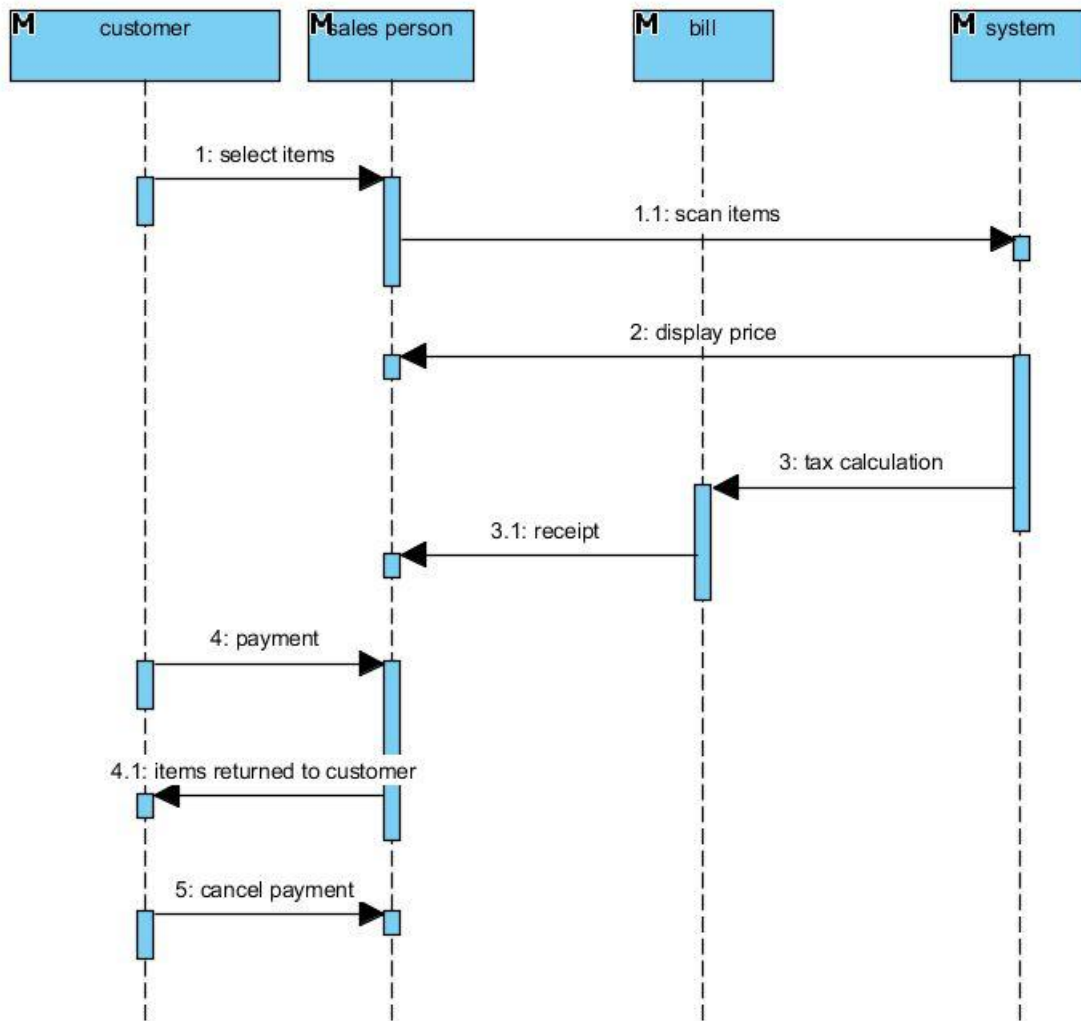 M customer
M sales person
M bill
M system
1: select items
1.1: scan items
2: display price
3: tax calculation
3.1: receipt
4: payment
4.1: items returned to customer
5: cancel payment